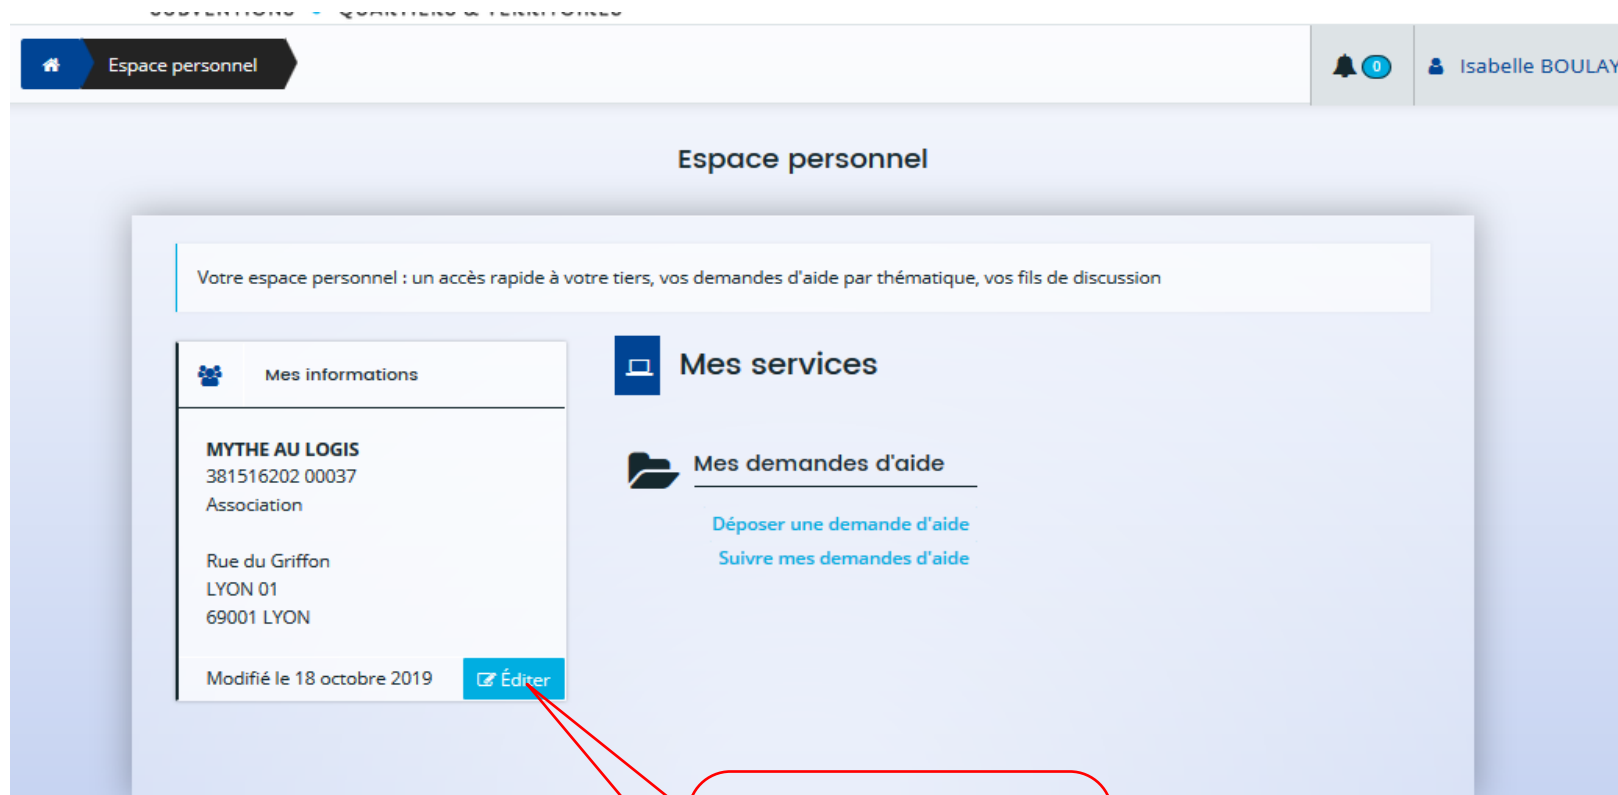 SUBVENTIONS • QUARTIERS & TERRITOIRES
Espace personnel
0
Isabelle BOULAY
Espace personnel
Votre espace personnel : un accès rapide à votre tiers, vos demandes d'aide par thématique, vos fils de discussion
Mes informations
MYTHE AU LOGIS
381516202 00037
Association
Rue du Griffon
LYON 01
69001 LYON
Modifié le 18 octobre 2019
Éditer
Mes services
Mes demandes d'aide
Déposer une demande d'aide
Suivre mes demandes d'aide